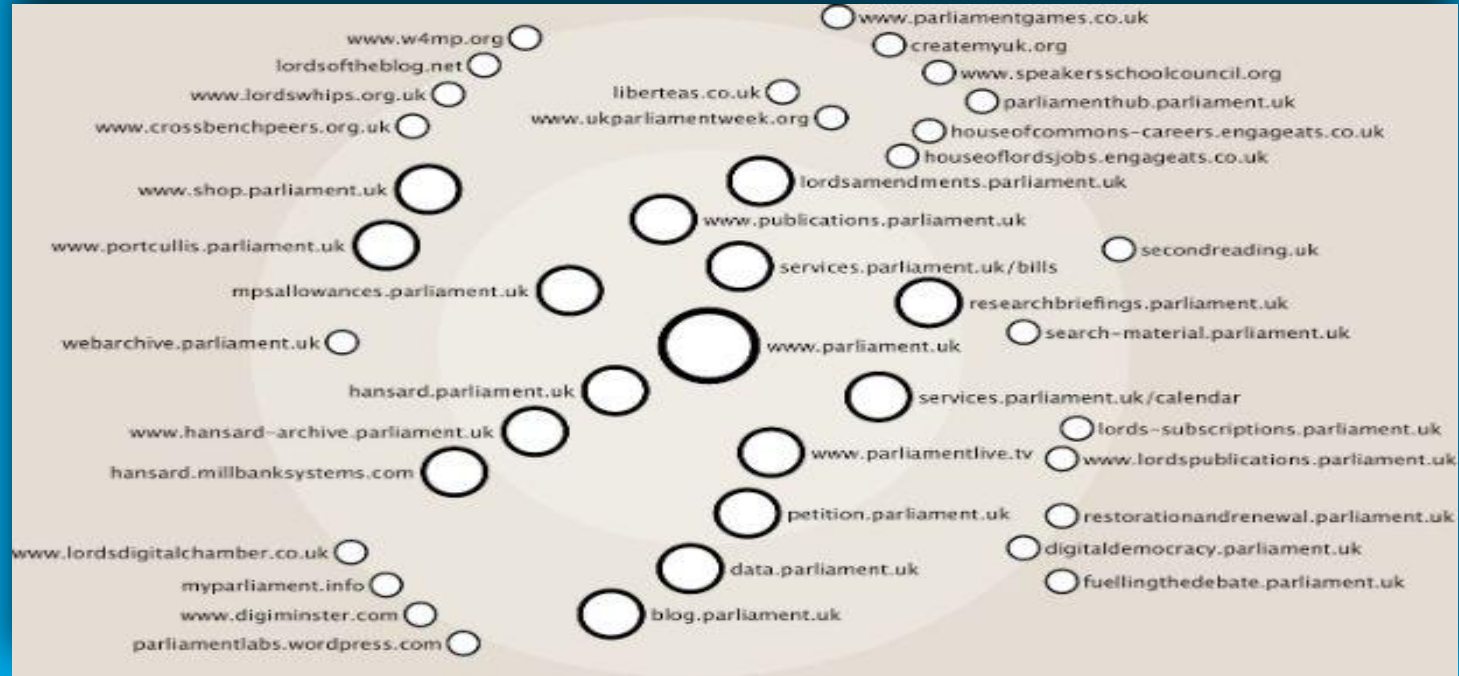 www.parliamentgames.co.uk
www.w4mp.org
createmyuk.org
lordsoftheblog.net
www.speakersschoolcouncil.org
www.lordswhips.org.uk
liberteas.co.uk
parliamenthub.parliament.uk
www.crossbenchpeers.org.uk
www.ukparliamentweek.org
houseofcommons-careers.engageats.co.uk
houseoflordsjobs.engageats.co.uk
www.shop.parliament.uk
lordsamendments.parliament.uk
www.publications.parliament.uk
www.portcullis.parliament.uk
secondreading.uk
services.parliament.uk/bills
mpsallowances.parliament.uk
researchbriefings.parliament.uk
webarchive.parliament.uk
search-material.parliament.uk
www.parliament.uk
hansard.parliament.uk
services.parliament.uk/calendar
www.hansard-archive.parliament.uk
lords-subscriptions.parliament.uk
www.parliamentlive.tv
www.lordspublications.parliament.uk
hansard.millbanksystems.com
petition.parliament.uk
restorationandrenewal.parliament.uk
www.lordsdigitalchamber.co.uk
digitaldemocracy.parliament.uk
data.parliament.uk
myparliament.info
fuellingthedebate.parliament.uk
www.digiminster.com
blog.parliament.uk
parliamentlabs.wordpress.com